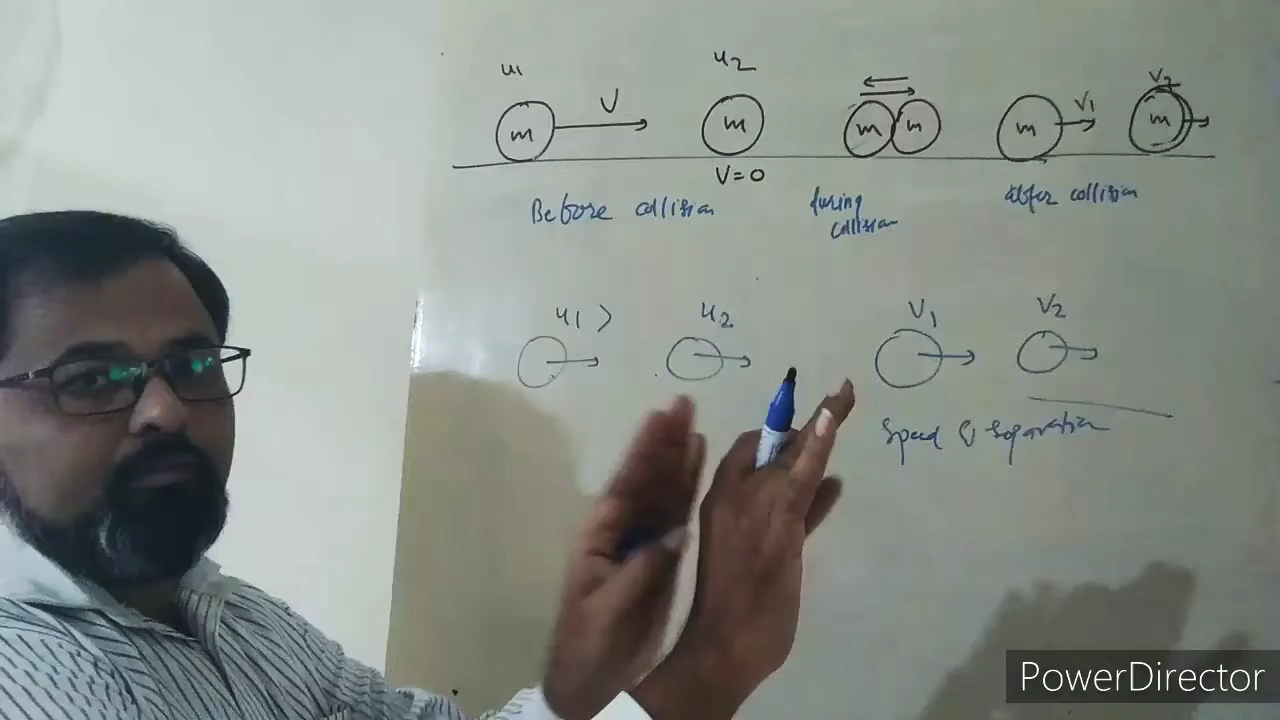 u1 u2
V
m m m m m V1 m V2
V=0
Before collision during collision after collision
u1 > u2 V1 V2
Speed of separation
PowerDirector